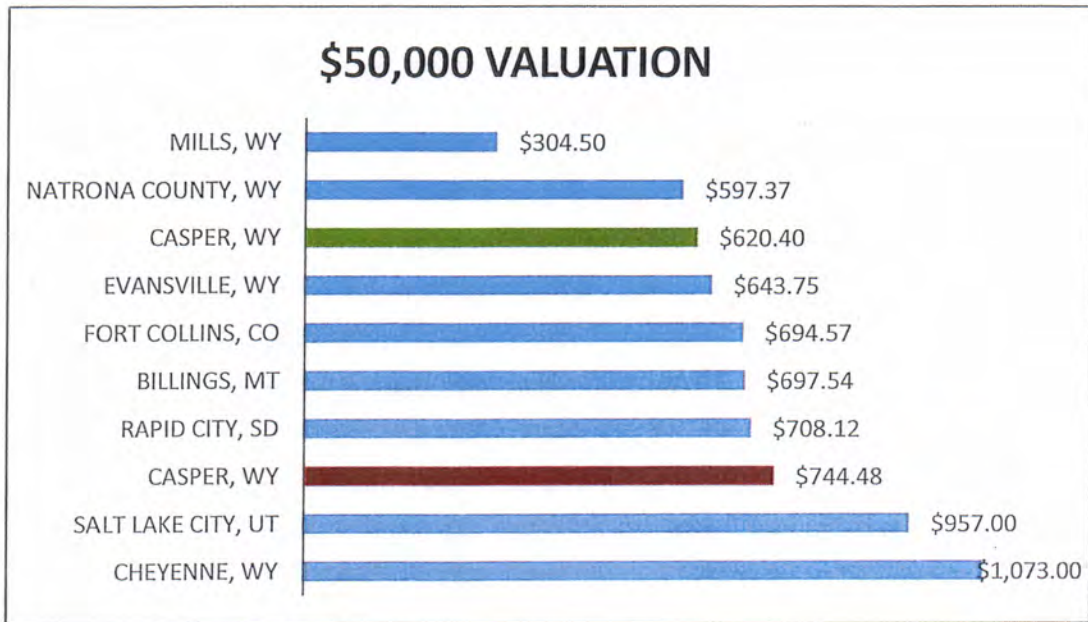 $50,000 VALUATION
MILLS, WY $304.50
NATRONA COUNTY, WY $597.37
CASPER, WY $620.40
EVANSVILLE, WY $643.75
FORT COLLINS, CO $694.57
BILLINGS, MT $697.54
RAPID CITY, SD $708.12
CASPER, WY $744.48
SALT LAKE CITY, UT $957.00
CHEYENNE, WY $1,073.00